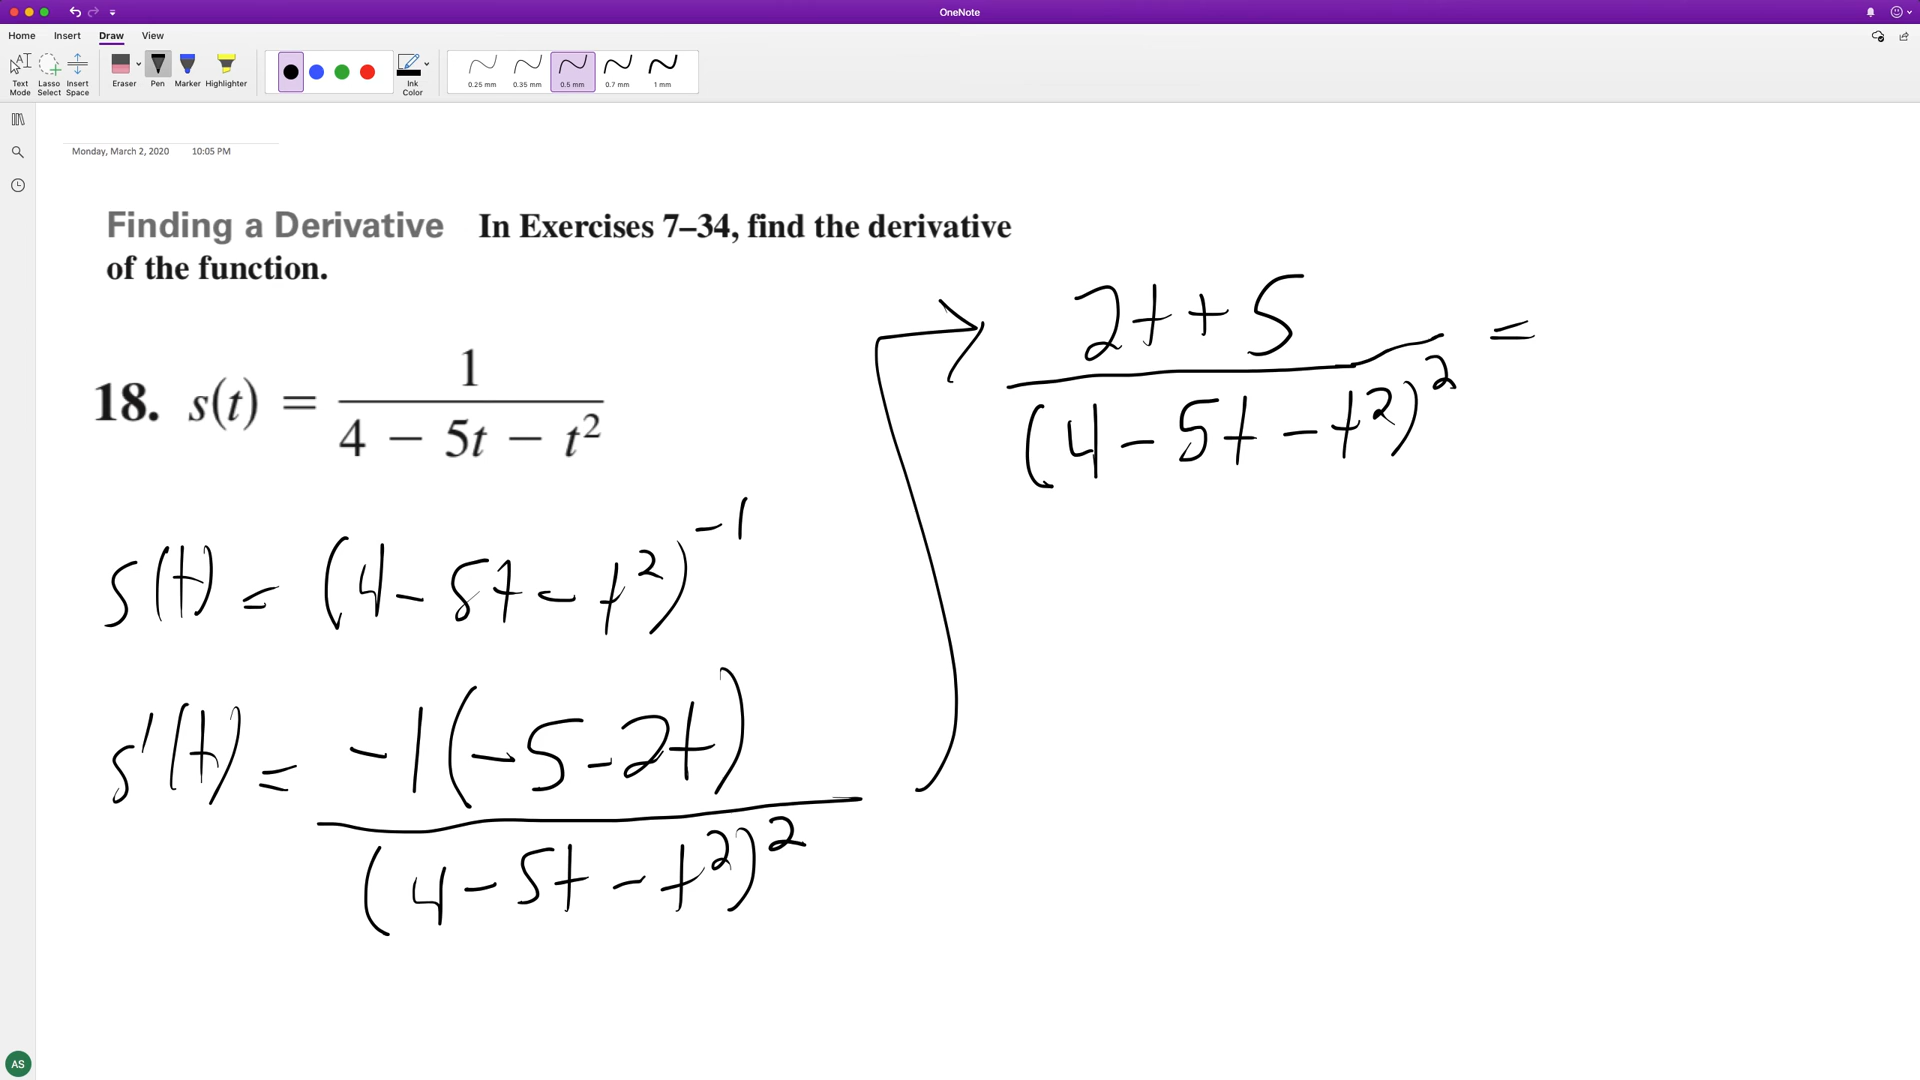 OneNote
Home Insert Draw View
Text Mode Lasso Select Insert Space Eraser Pen Marker Highlighter Ink Color 0.25 mm 0.35 mm 0.5 mm 0.7 mm 1 mm
Monday, March 2, 2020 10:05 PM
Finding a Derivative In Exercises 7–34, find the derivative
of the function.
18. s(t) = 1 / (4 − 5t − t²)
s(t) = (4 - 5t - t²)⁻¹
s'(t) = -1(-5-2t) / (4 - 5t - t²)²
2t + 5 / (4 - 5t - t²)² =
AS